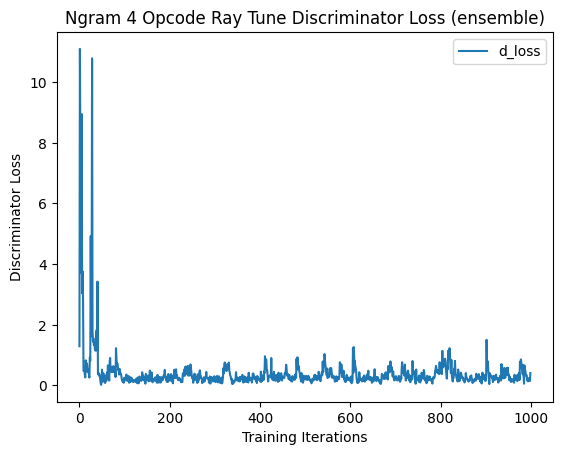 Ngram 4 Opcode Ray Tune Discriminator Loss (ensemble)
d_loss
10
8
6
4
2
0
Discriminator Loss
0 200 400 600 800 1000
Training Iterations